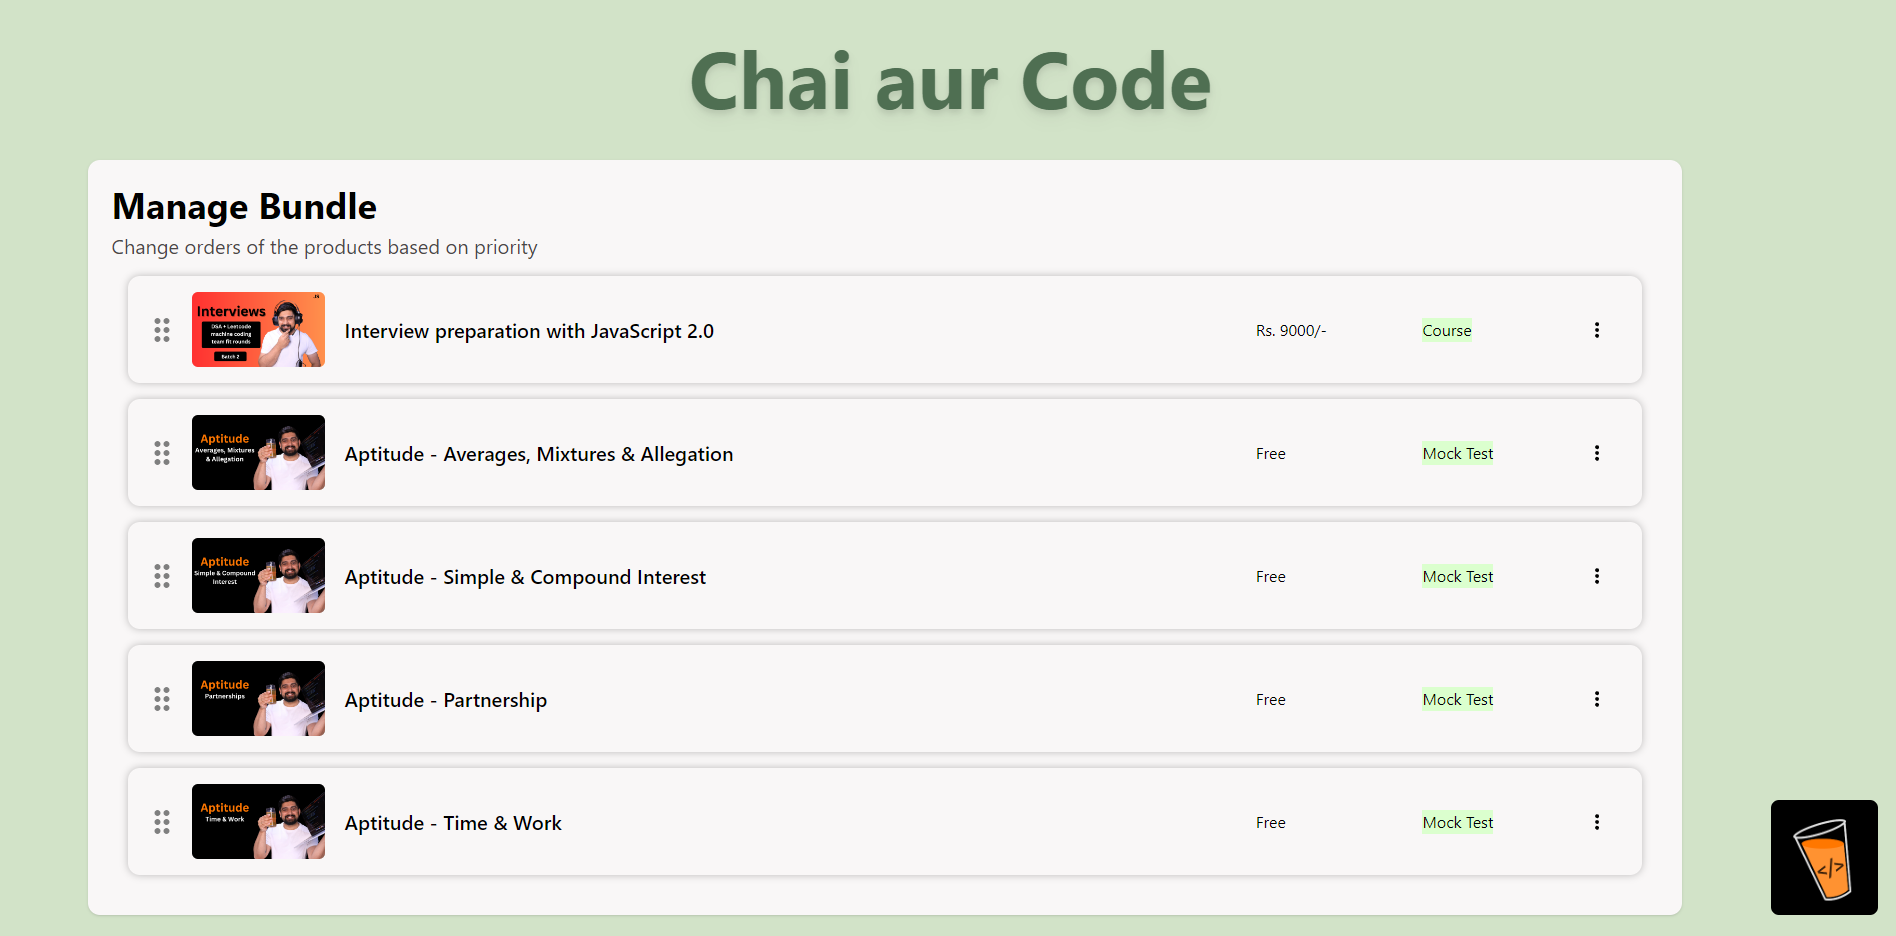 Chai aur Code
Manage Bundle
Change orders of the products based on priority
JS
Interviews
DSA + Leetcode
machine coding
team fit rounds
Batch 2
Interview preparation with JavaScript 2.0
Rs. 9000/-
Course
Aptitude
Averages, Mixtures
& Allegation
Aptitude - Averages, Mixtures & Allegation
Free
Mock Test
Aptitude
Simple & Compound
Interest
Aptitude - Simple & Compound Interest
Free
Mock Test
Aptitude
Partnerships
Aptitude - Partnership
Free
Mock Test
Aptitude
Time & Work
Aptitude - Time & Work
Free
Mock Test
</>